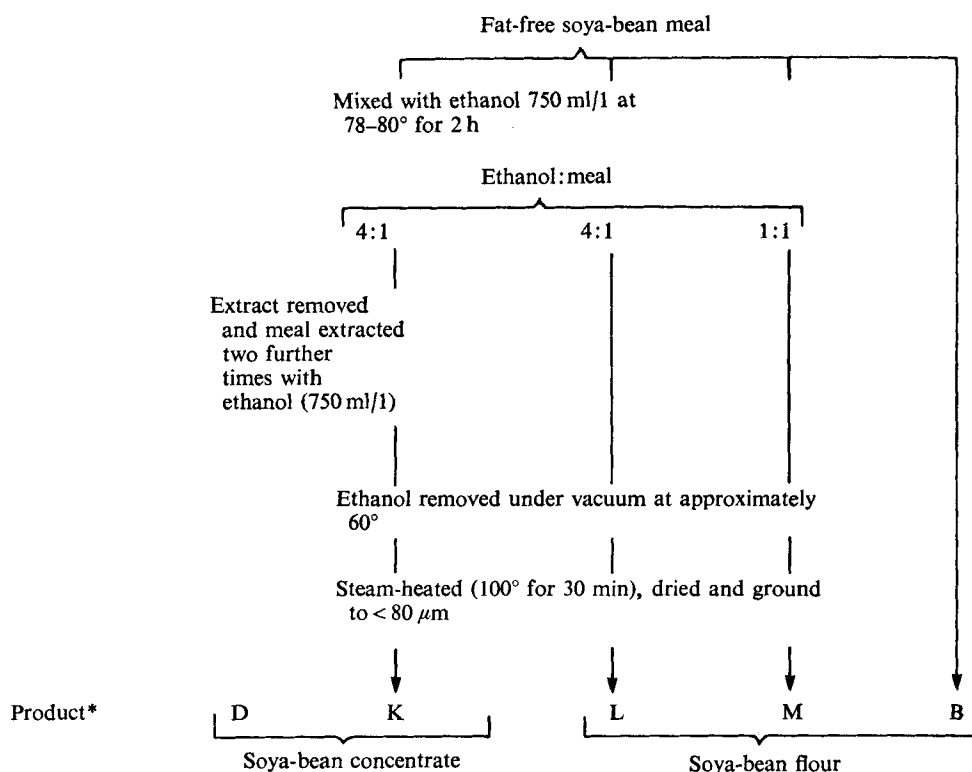 Fat-free soya-bean meal
Mixed with ethanol 750 ml/l at
78–80° for 2 h
Ethanol:meal
4:1 4:1 1:1
Extract removed
and meal extracted
two further
times with
ethanol (750 ml/l)
Ethanol removed under vacuum at approximately
60°
Steam-heated (100° for 30 min), dried and ground
to < 80 μm
Product* D K L M B
Soya-bean concentrate Soya-bean flour